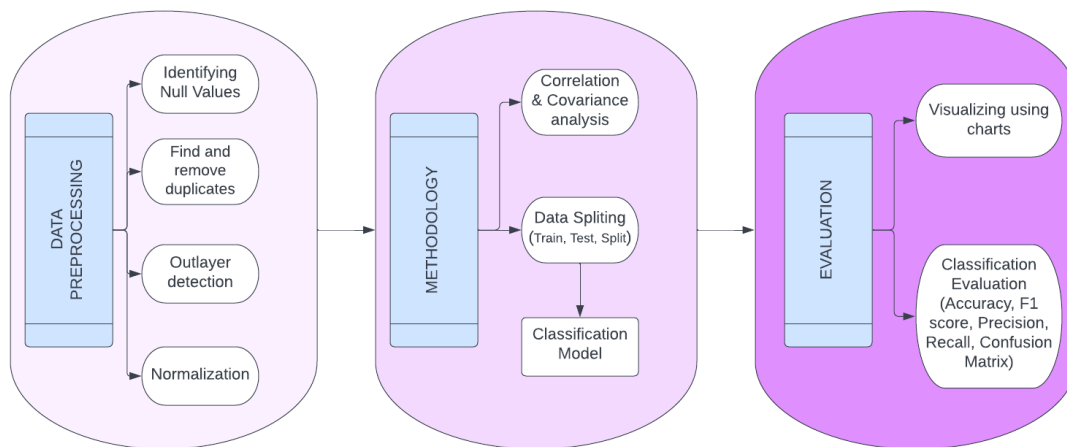 DATA
PREPROCESSING
Identifying
Null Values
Find and
remove
duplicates
Outlayer
detection
Normalization
METHODOLOGY
Correlation
& Covariance
analysis
Data Spliting
(Train, Test, Split)
Classification
Model
EVALUATION
Visualizing using
charts
Classification
Evaluation
(Accuracy, F1
score, Precision,
Recall, Confusion
Matrix)